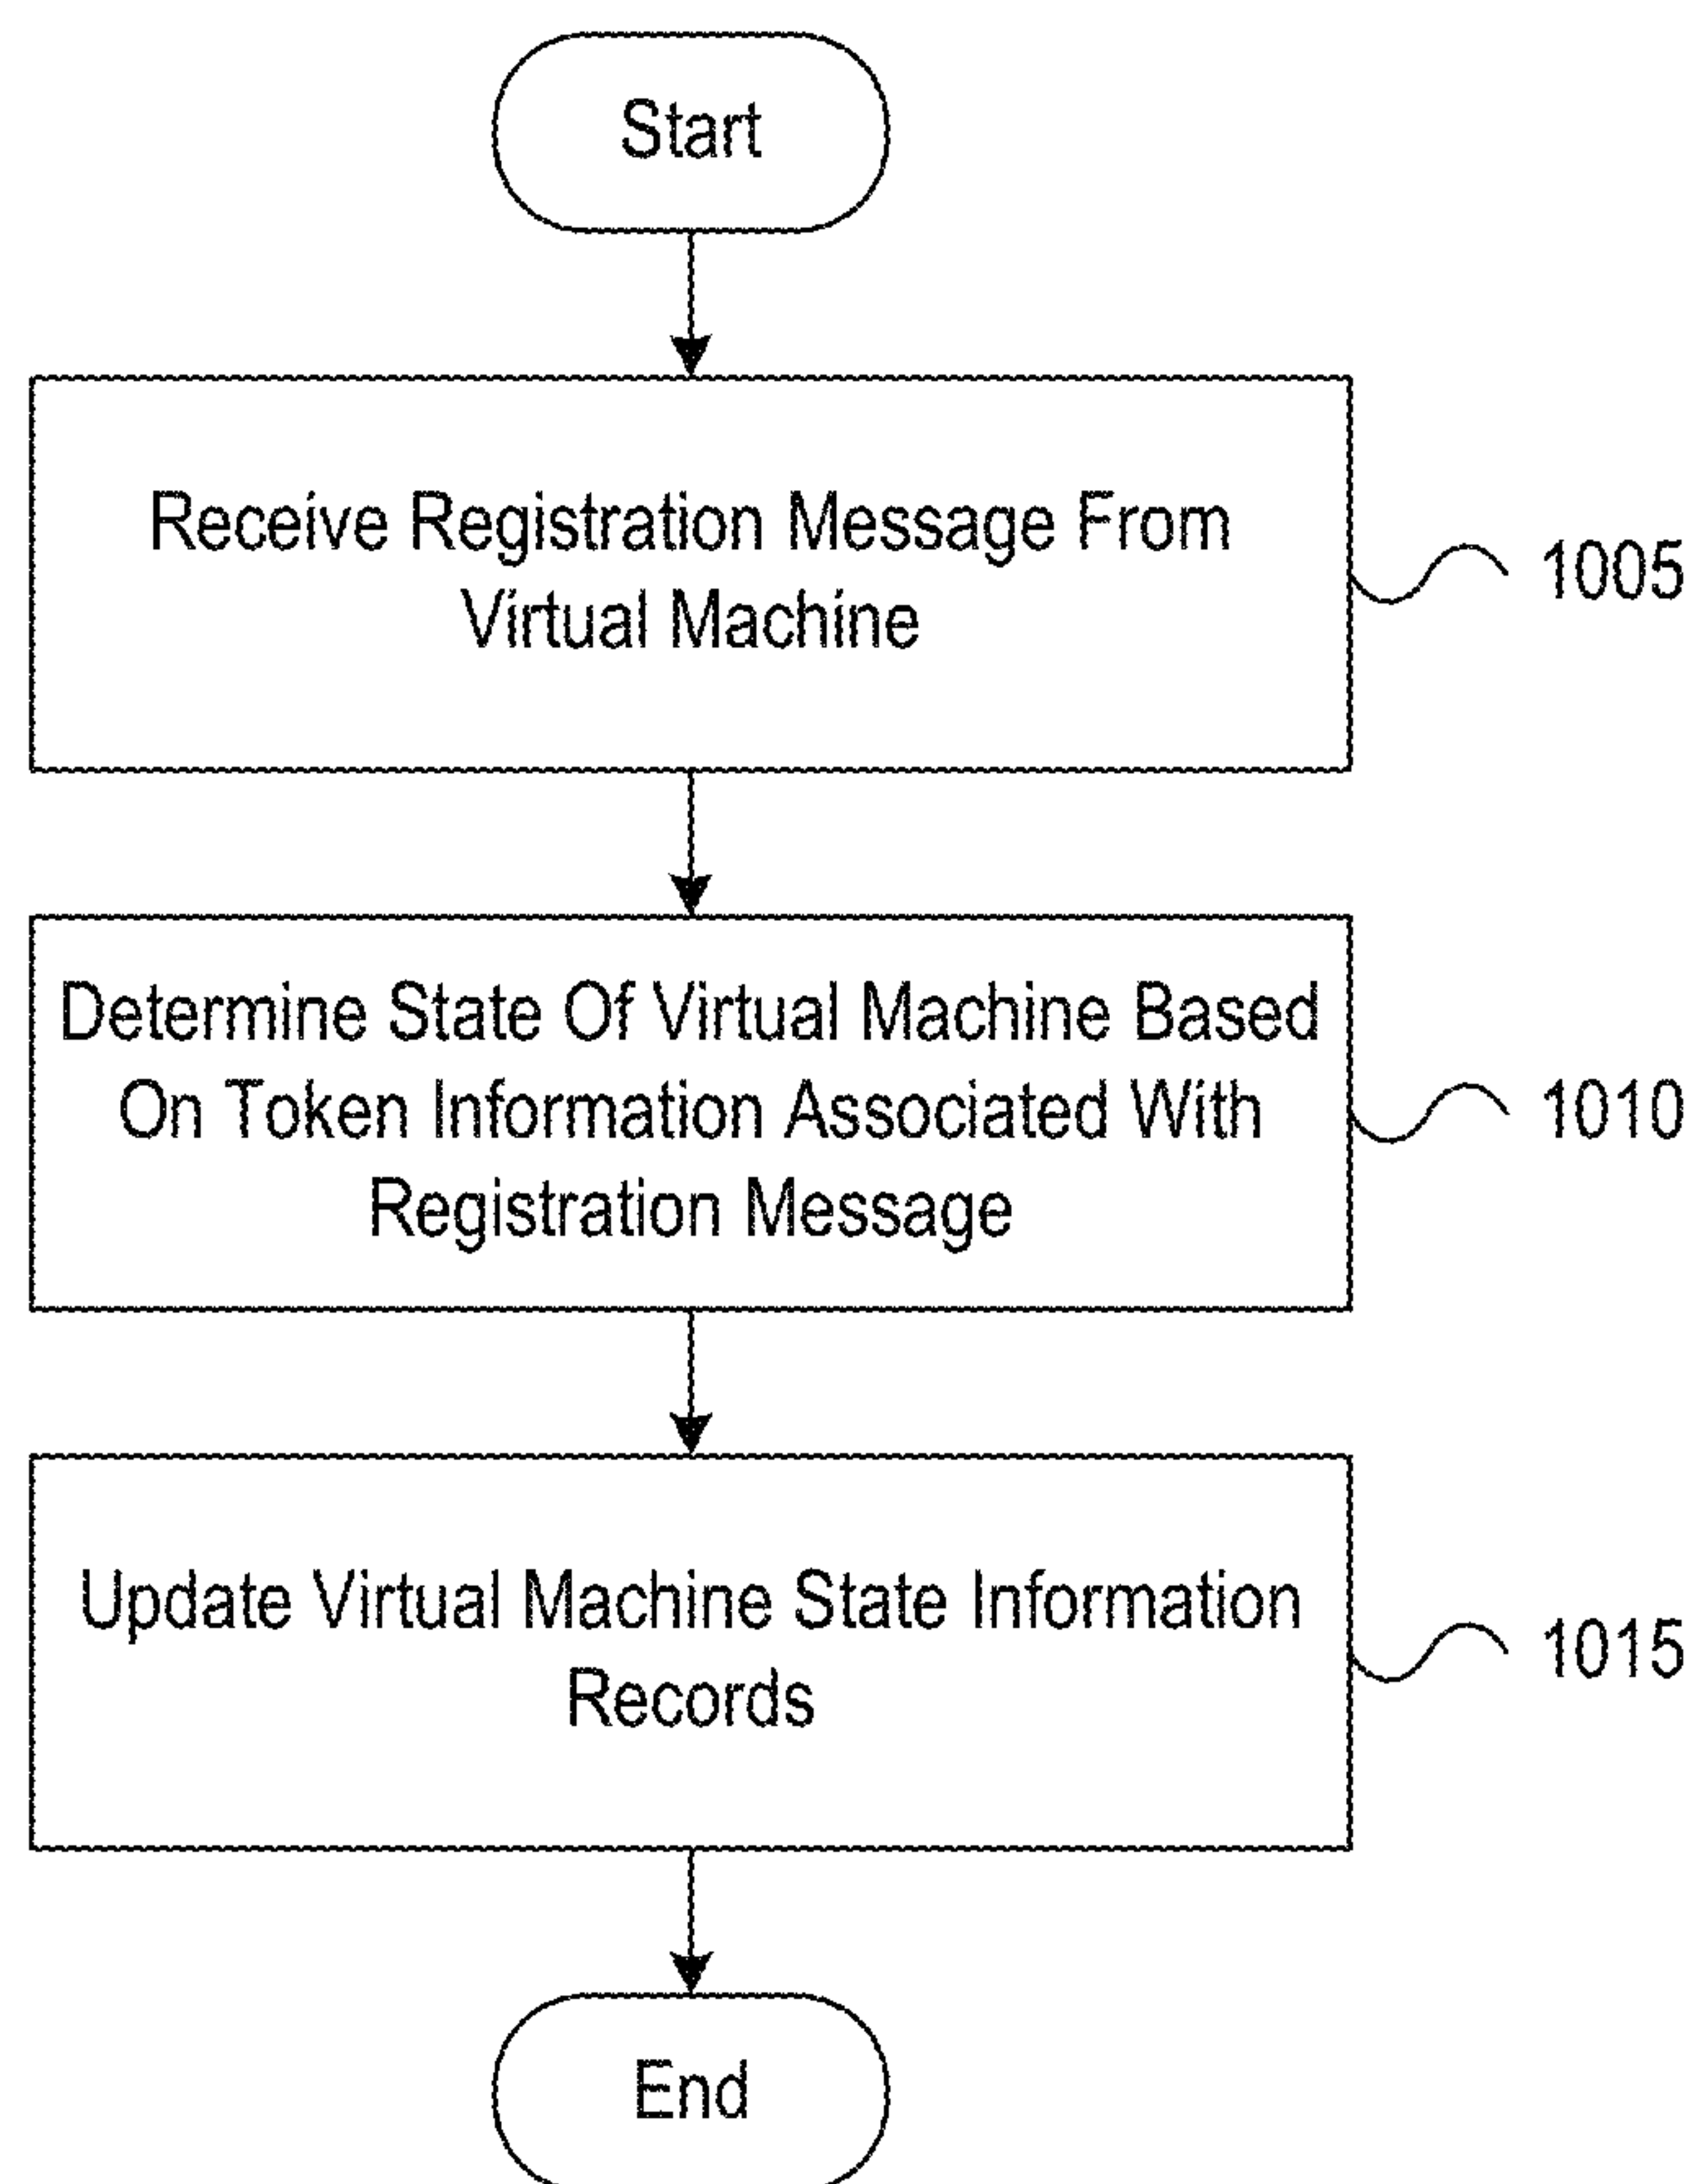 Start
Receive Registration Message From
Virtual Machine
1005
Determine State Of Virtual Machine Based
On Token Information Associated With
Registration Message
1010
Update Virtual Machine State Information
Records
1015
End